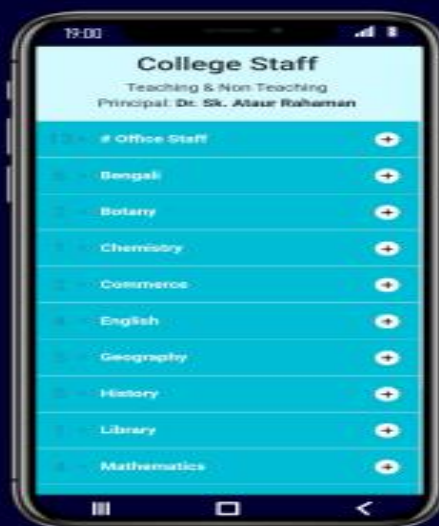 19:00
College Staff
Teaching & Non Teaching
Principal: Dr. Sk. Ataur Rahaman
# Office Staff
Bengali
Botany
Chemistry
Commerce
English
Geography
History
Library
Mathematics